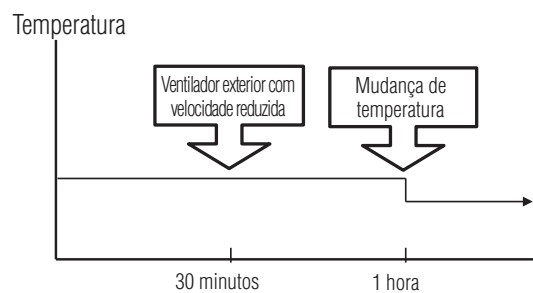 Temperatura
Ventilador exterior com
velocidade reduzida
Mudança de
temperatura
30 minutos
1 hora